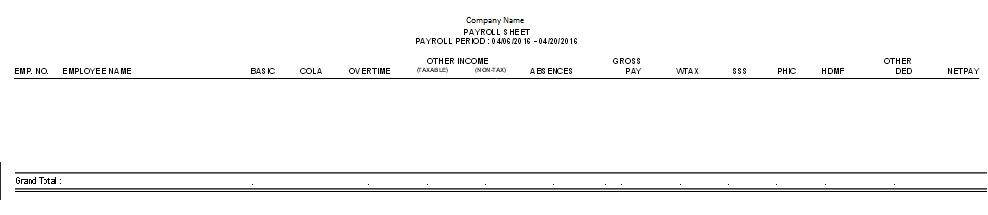 Company Name
PAYROLL SHEET
PAYROLL PERIOD : 04/06/2016 - 04/20/2016
OTHER INCOME GROSS OTHER
EMP. NO. EMPLOYEE NAME BASIC COLA OVERTIME (TAXABLE) (NON-TAX) ABSENCES PAY WTAX SSS PHIC HDMF DED NETPAY
Grand Total :